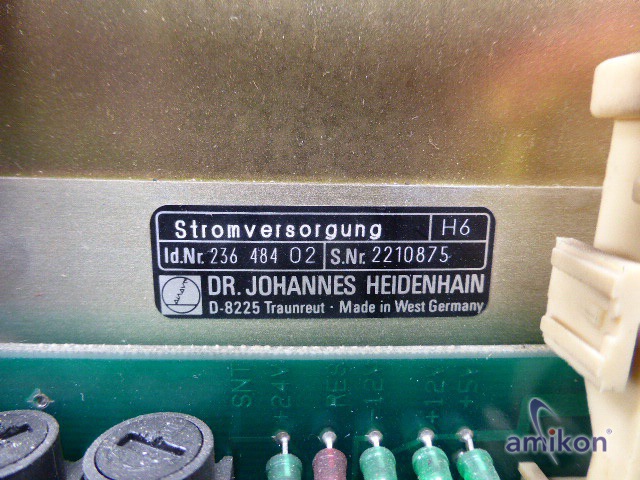 Stromversorgung H6
Id.Nr. 236 484 02 S.Nr. 2210875
DR. JOHANNES HEIDENHAIN
D-8225 Traunreut · Made in West Germany
SNT +24V RES -12V +12V +5V
amikon